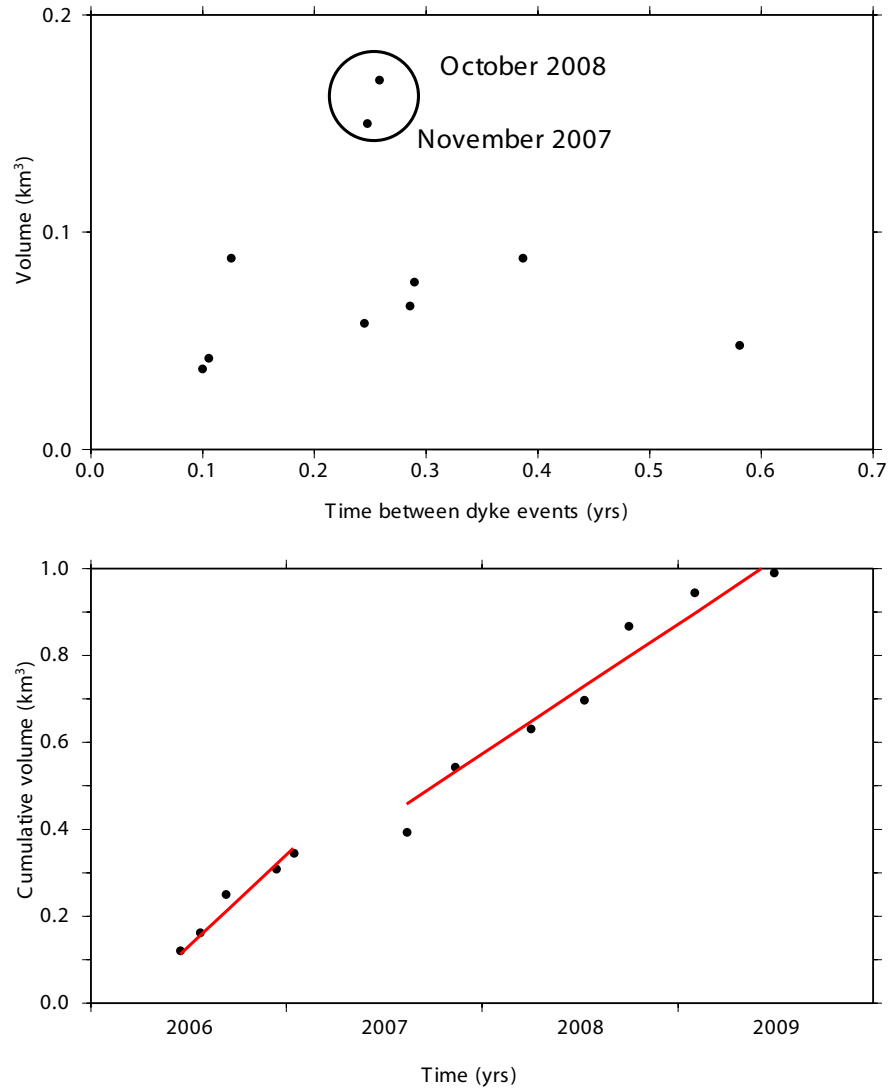 0.2
October 2008
November 2007
Volume (km³)
0.1
0.0
0.0 0.1 0.2 0.3 0.4 0.5 0.6 0.7
Time between dyke events (yrs)
1.0
0.8
0.6
Cumulative volume (km³)
0.4
0.2
0.0
2006 2007 2008 2009
Time (yrs)